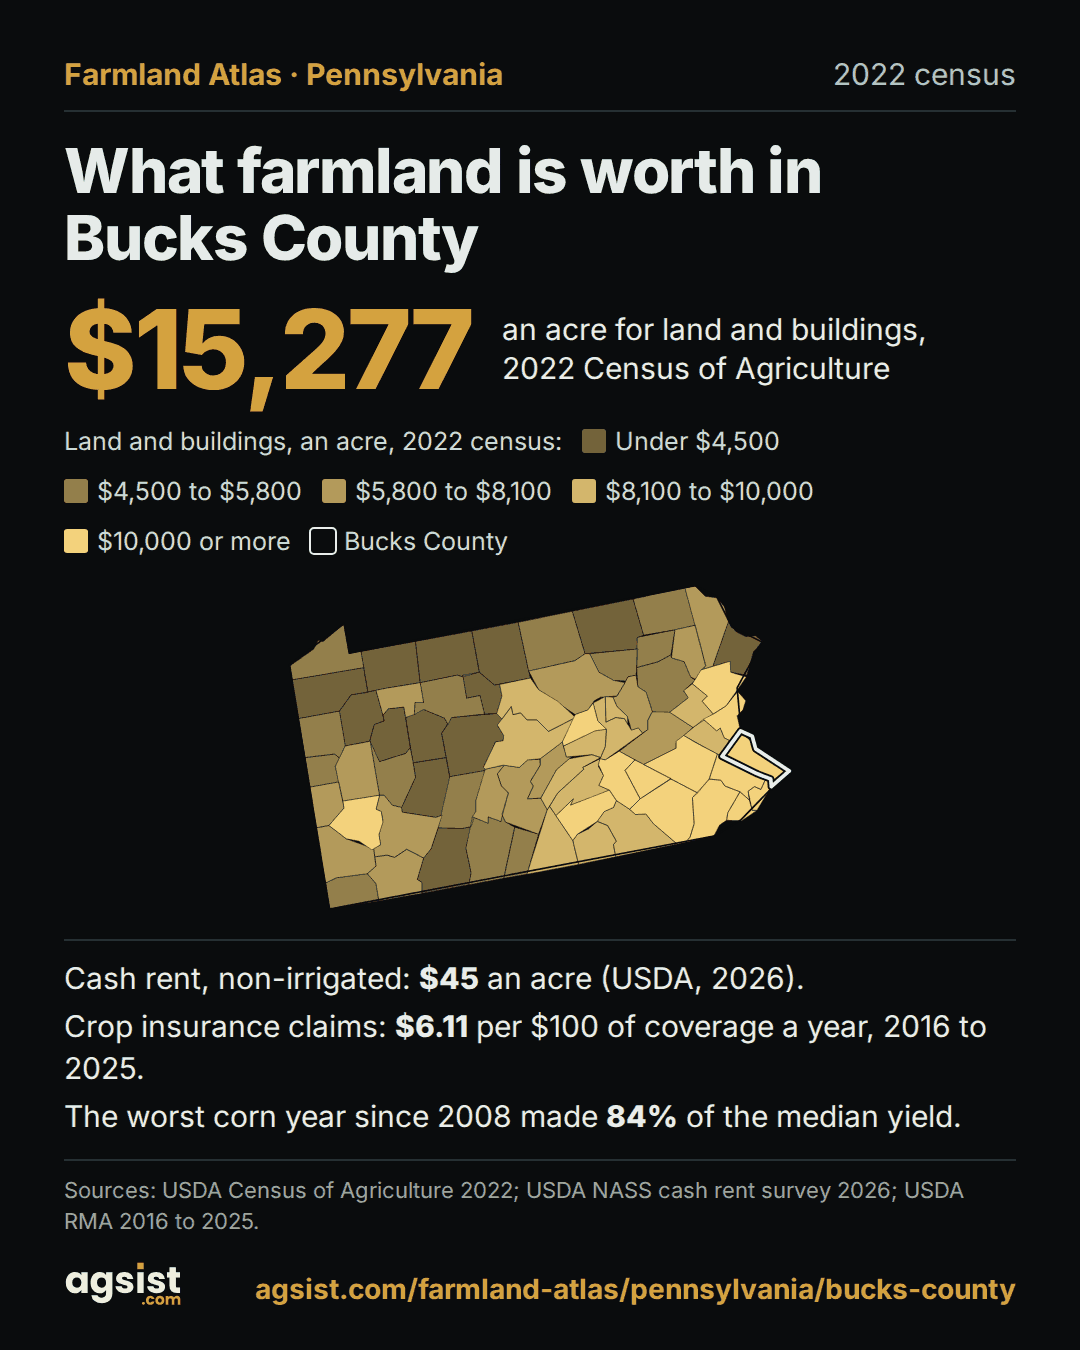 Farmland Atlas · Pennsylvania
2022 census
What farmland is worth in
Bucks County
$15,277
an acre for land and buildings,
2022 Census of Agriculture
Land and buildings, an acre, 2022 census: Under $4,500
$4,500 to $5,800 $5,800 to $8,100 $8,100 to $10,000
$10,000 or more Bucks County
Cash rent, non-irrigated: $45 an acre (USDA, 2026).
Crop insurance claims: $6.11 per $100 of coverage a year, 2016 to
2025.
The worst corn year since 2008 made 84% of the median yield.
Sources: USDA Census of Agriculture 2022; USDA NASS cash rent survey 2026; USDA
RMA 2016 to 2025.
agsist
.com
agsist.com/farmland-atlas/pennsylvania/bucks-county